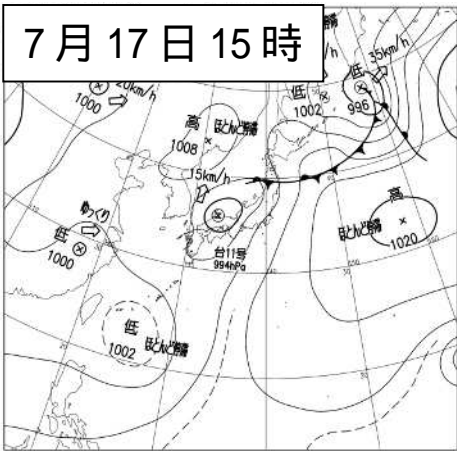 7月17日15時
20km/h
1000
低
1002
低
35km/h
996
高
ほとんど停滞
1008
15km/h
台11号
994hPa
ゆっくり
低
1000
高
ほとんど停滞
1020
低
ほとんど停滞
1002